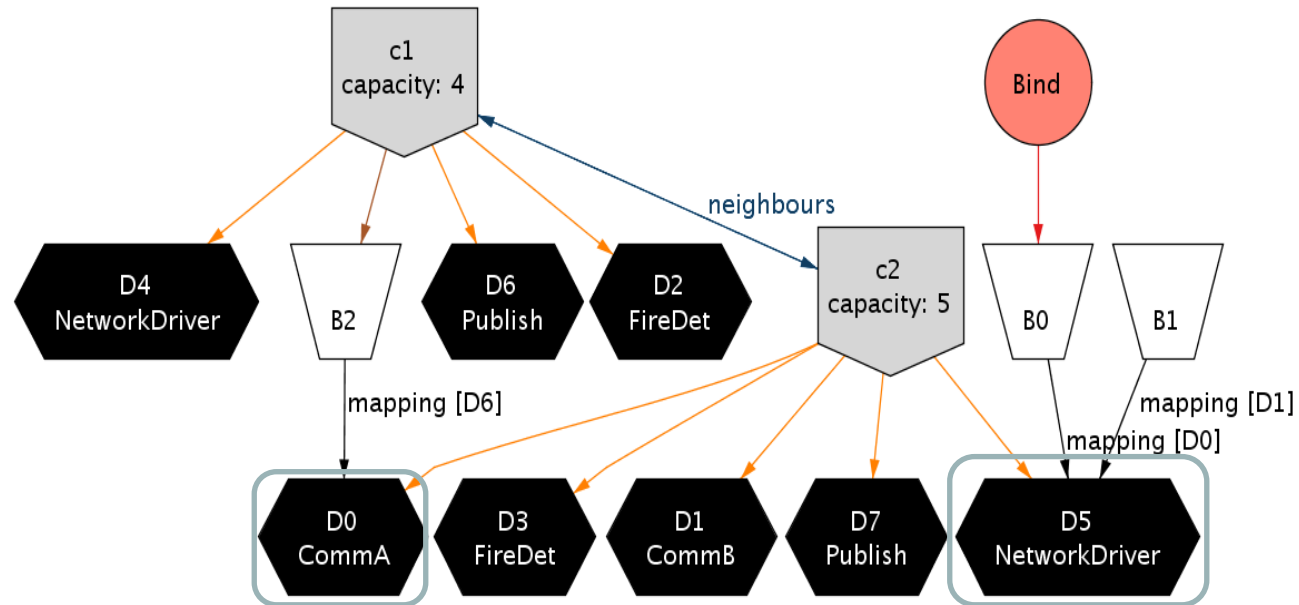 c1
capacity: 4
Bind
neighbours
c2
capacity: 5
D4
NetworkDriver
B2
D6
Publish
D2
FireDet
B0
B1
mapping [D6]
mapping [D1]
mapping [D0]
D0
CommA
D3
FireDet
D1
CommB
D7
Publish
D5
NetworkDriver